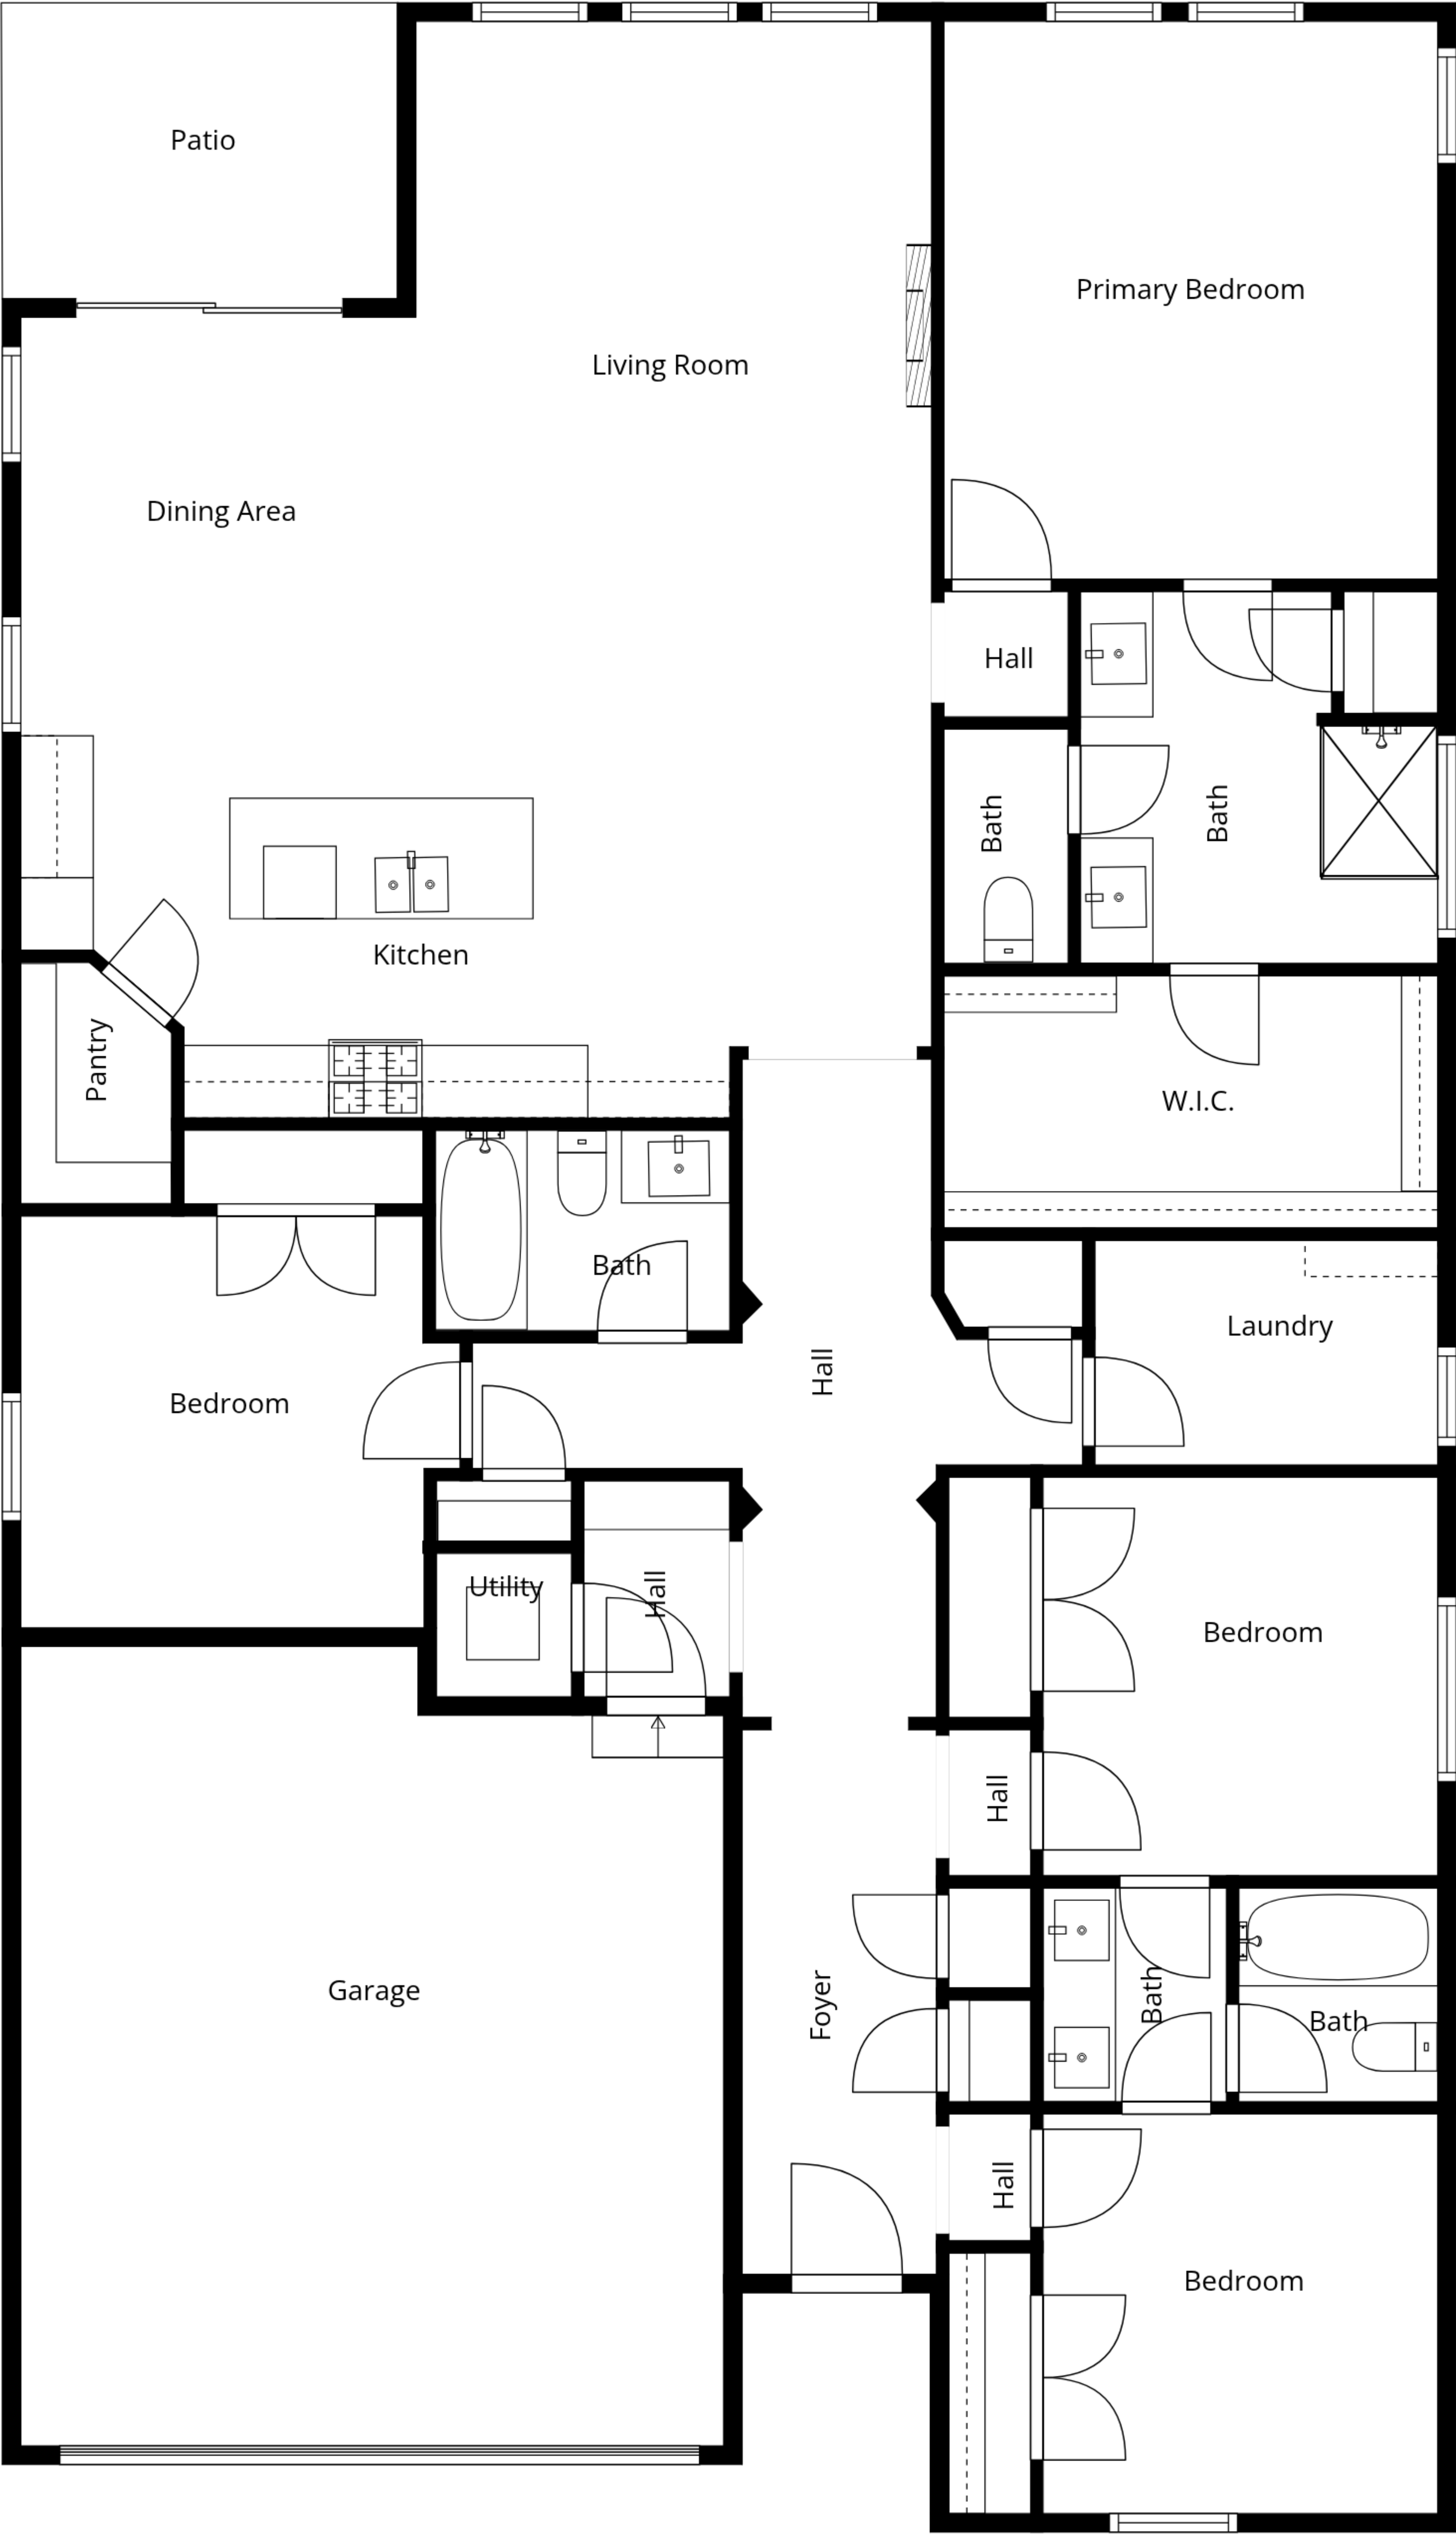 Patio
Primary Bedroom
Living Room
Dining Area
Hall
Bath
Bath
Kitchen
Pantry
W.I.C.
Bath
Laundry
Hall
Bedroom
Utility
Hall
Bedroom
Hall
Garage
Foyer
Bath
Bath
Hall
Bedroom